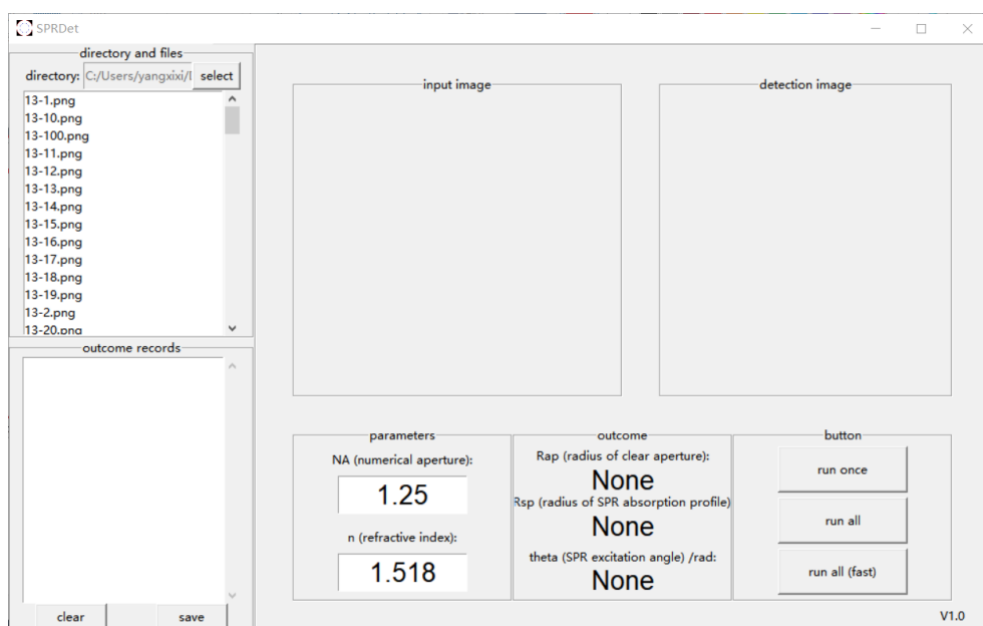 SPRDet
directory and files
directory: C:/Users/yangxixi/I select
13-1.png
13-10.png
13-100.png
13-11.png
13-12.png
13-13.png
13-14.png
13-15.png
13-16.png
13-17.png
13-18.png
13-19.png
13-2.png
13-20.png
outcome records
clear save
input image
detection image
parameters
NA (numerical aperture):
1.25
n (refractive index):
1.518
outcome
Rap (radius of clear aperture):
None
Rsp (radius of SPR absorption profile)
None
theta (SPR excitation angle) /rad:
None
button
run once
run all
run all (fast)
V1.0